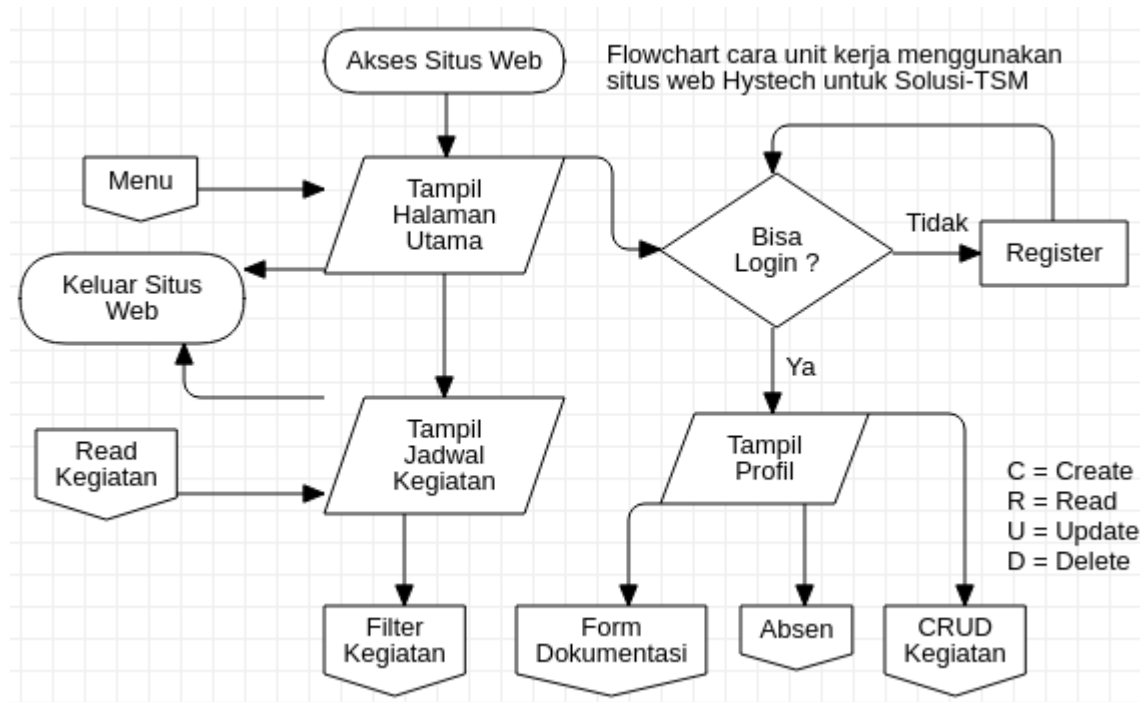 Akses Situs Web
Flowchart cara unit kerja menggunakan
situs web Hystech untuk Solusi-TSM
Menu
Tampil
Halaman
Utama
Bisa
Login ?
Tidak
Register
Keluar Situs
Web
Ya
Read
Kegiatan
Tampil
Jadwal
Kegiatan
Tampil
Profil
C = Create
R = Read
U = Update
D = Delete
Filter
Kegiatan
Form
Dokumentasi
Absen
CRUD
Kegiatan